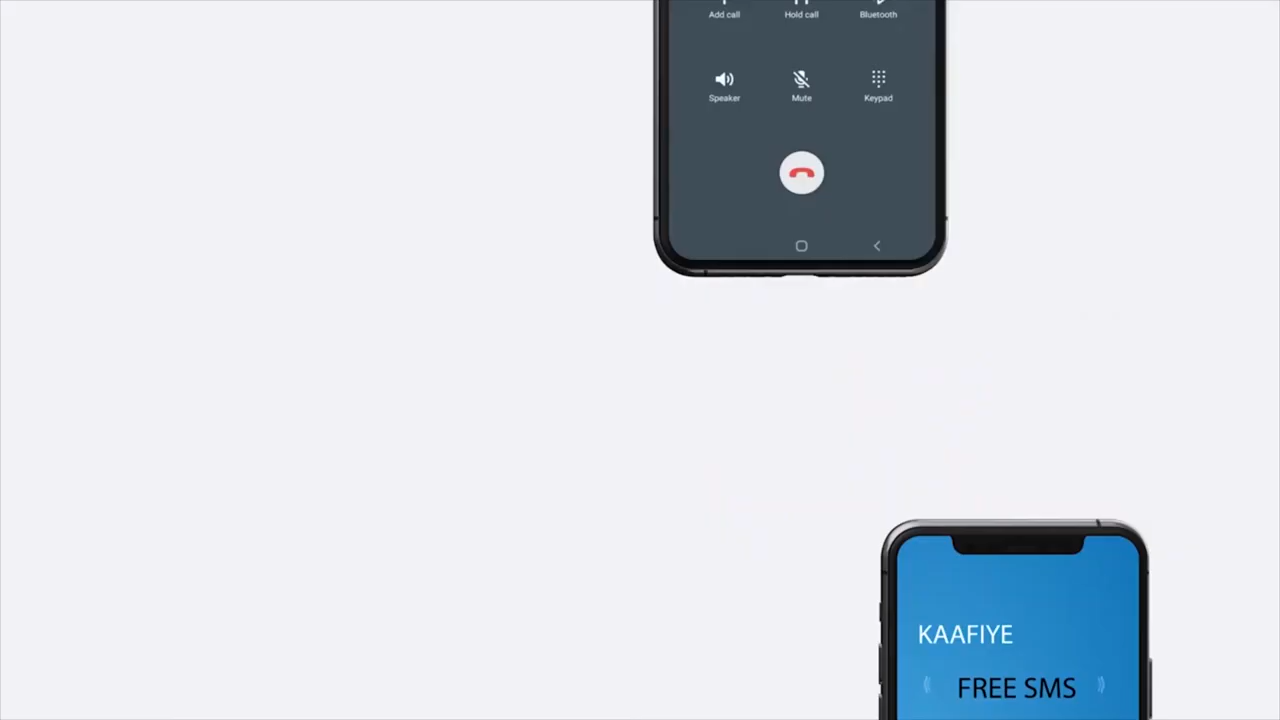 Add call Hold call Bluetooth
Speaker Mute Keypad
KAAFIYE
FREE SMS